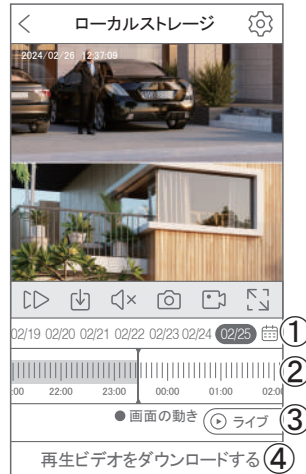 ローカルストレージ
2024/02/26 12:37:09
02/19 02/20 02/21 02/22 02/23 02/24 02/25 ①
②
:00 22:00 23:00 00:00 01:00 02:0
●画面の動き ライブ ③
再生ビデオをダウンロードする ④